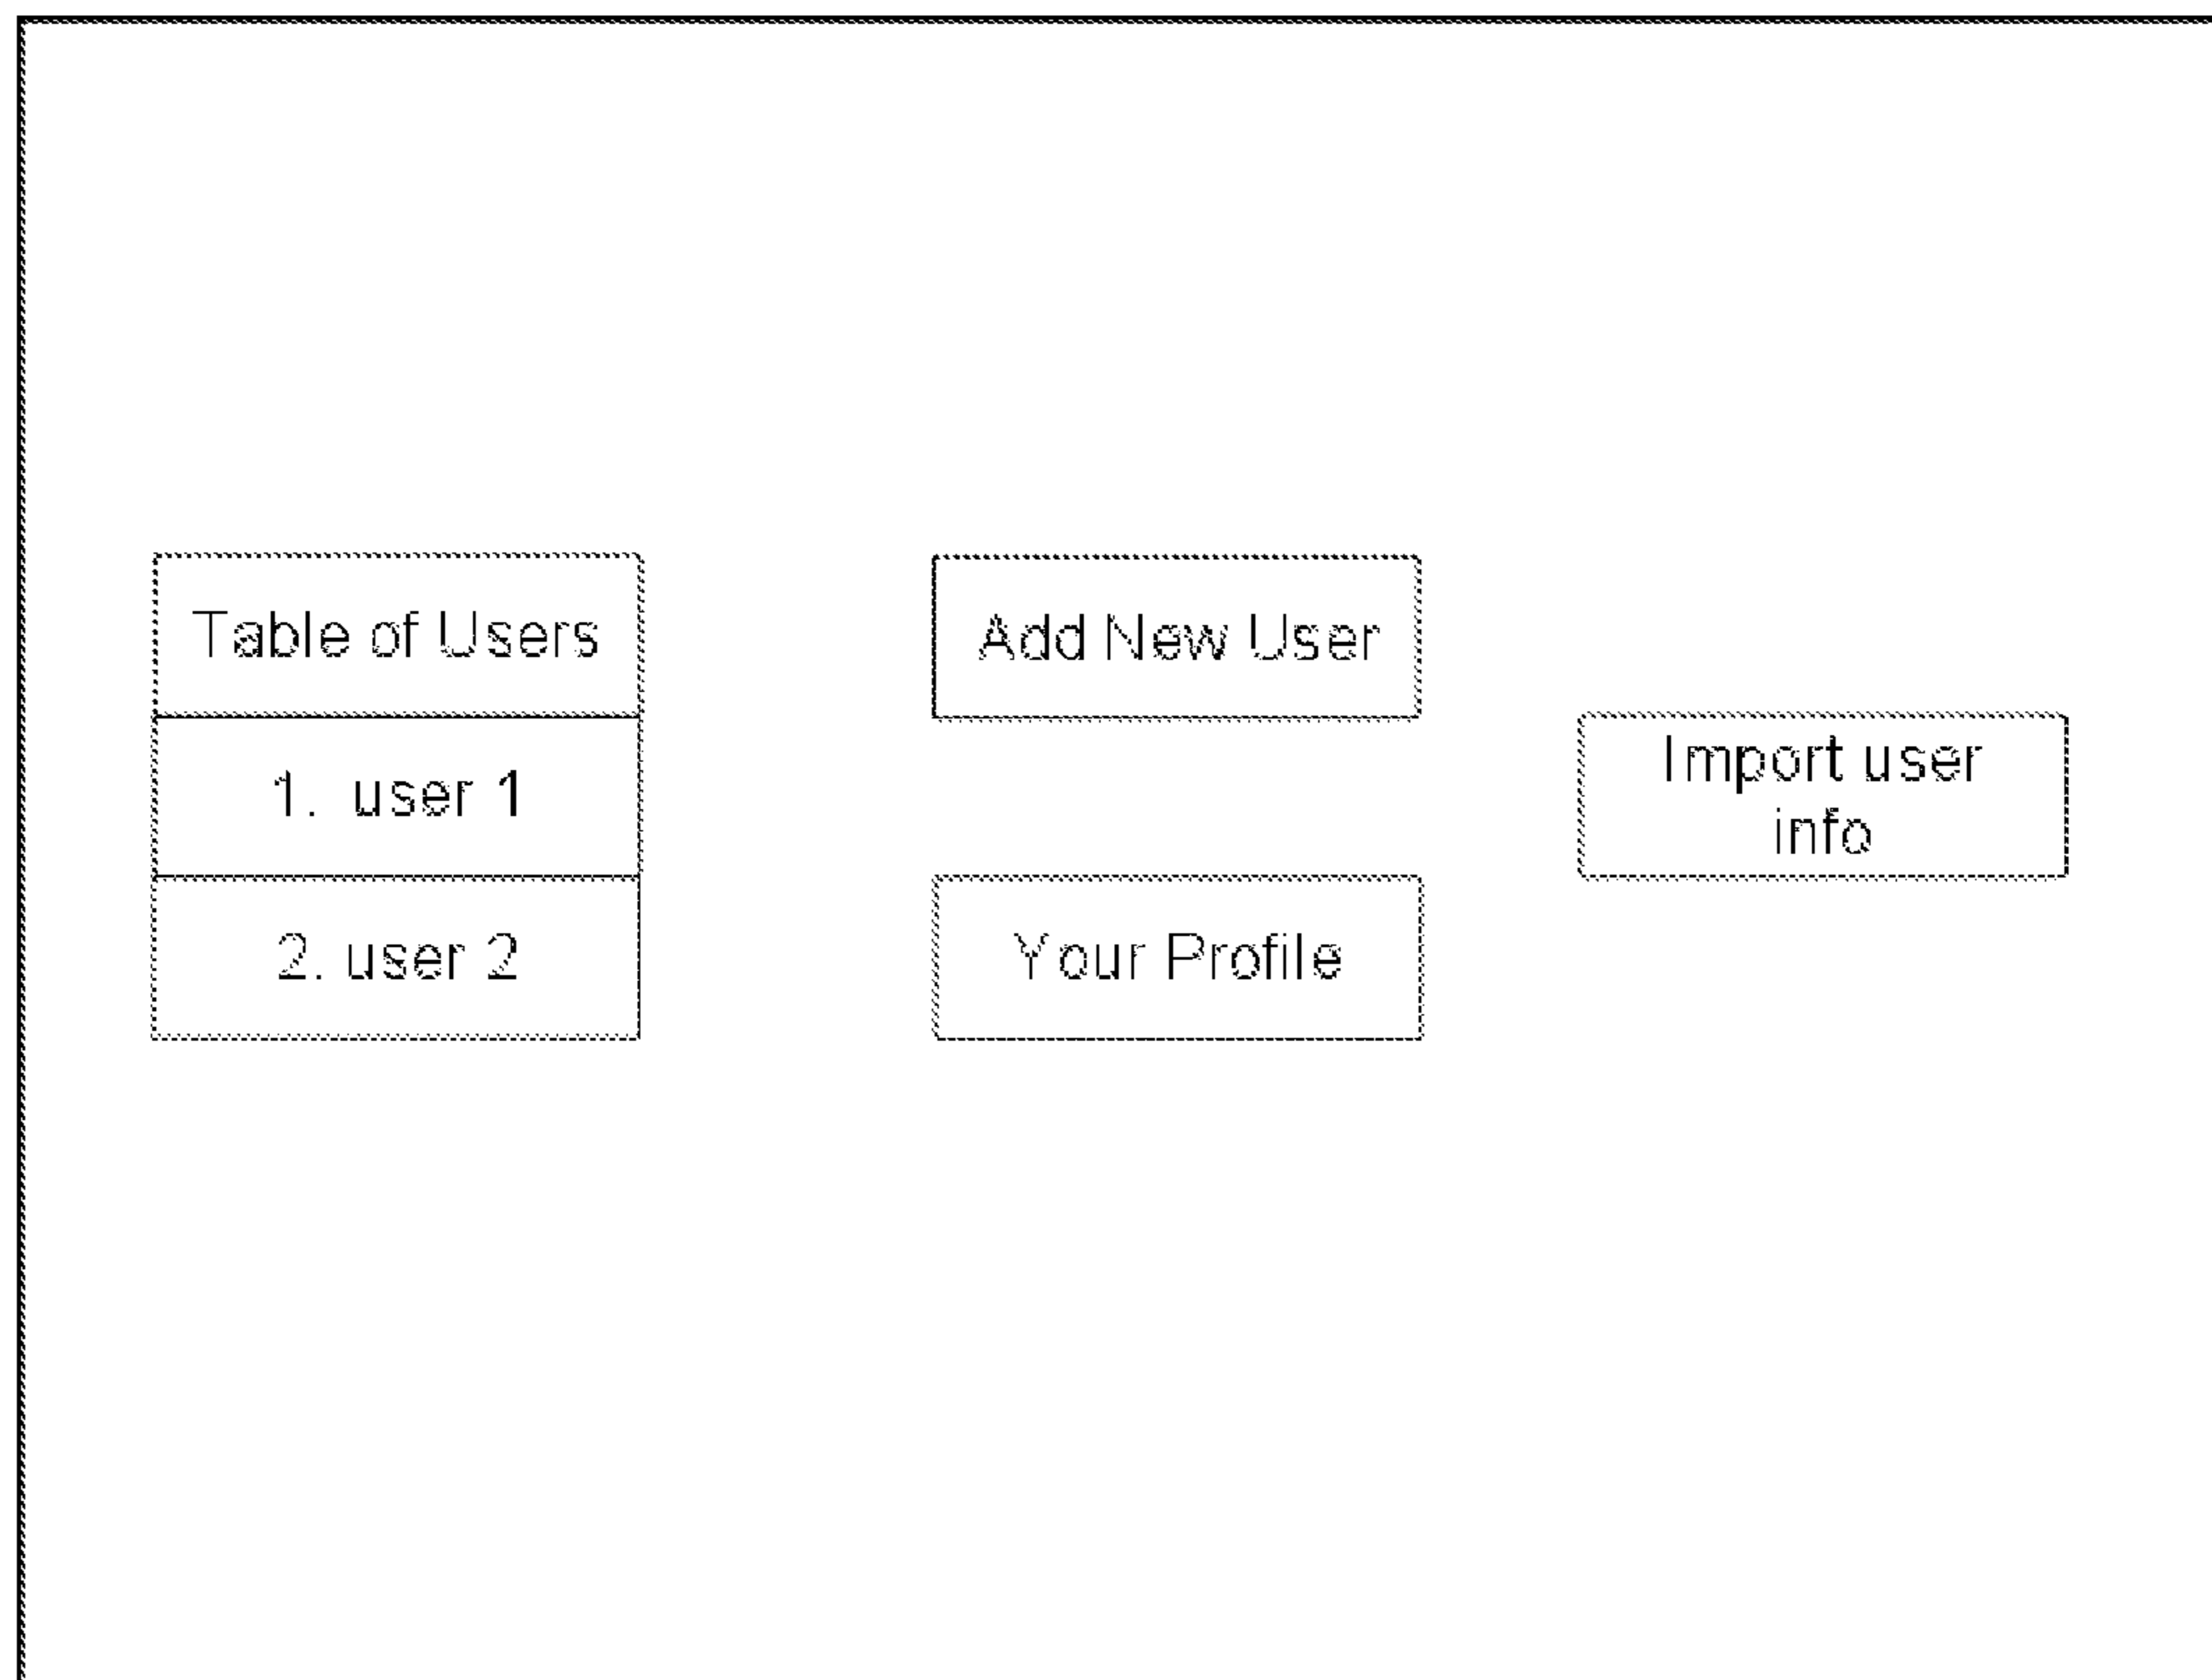 Table of Users
1. user 1
2. user 2
Add New User
Your Profile
Import user
info